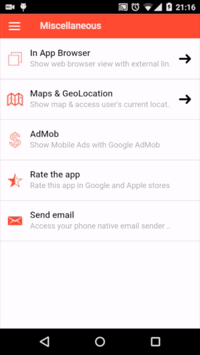 21:16
Miscellaneous
In App Browser
Show web browser view with external lin..
Maps & GeoLocation
Show map & access user's current locat..
AdMob
Show Mobile Ads with Google AdMob
Rate the app
Rate this app in Google and Apple stores
Send email
Access your phone native email sender ..